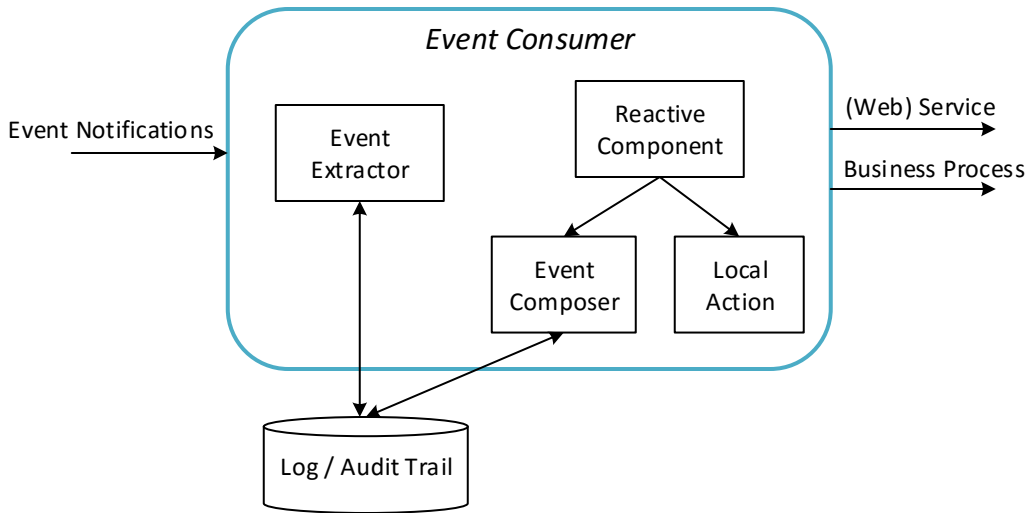 Event Consumer
Event Notifications
Event
Extractor
Reactive
Component
(Web) Service
Business Process
Event
Composer
Local
Action
Log / Audit Trail